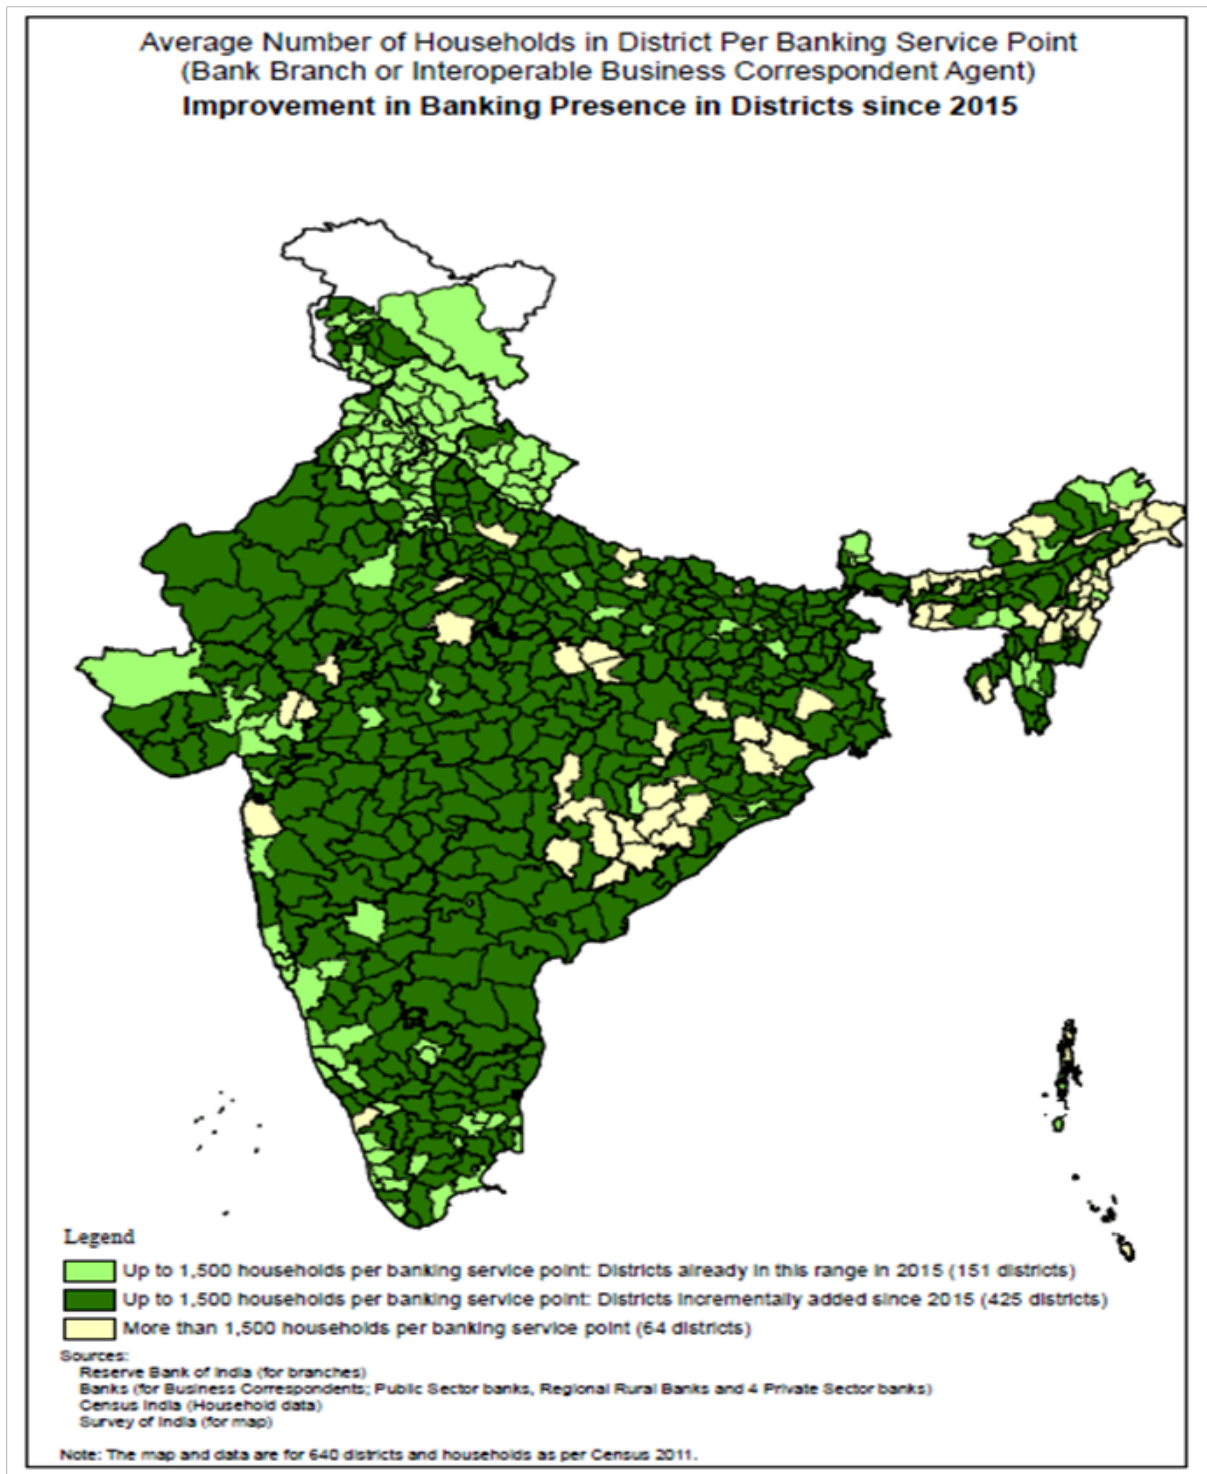 Average Number of Households in District Per Banking Service Point
(Bank Branch or Interoperable Business Correspondent Agent)
Improvement in Banking Presence in Districts since 2015
Legend
Up to 1,500 households per banking service point: Districts already in this range in 2015 (151 districts)
Up to 1,500 households per banking service point: Districts incrementally added since 2015 (425 districts)
More than 1,500 households per banking service point (64 districts)
Sources:
Reserve Bank of India (for branches)
Banks (for Business Correspondents; Public Sector banks, Regional Rural Banks and 4 Private Sector banks)
Census India (Household data)
Survey of India (for map)
Note: The map and data are for 640 districts and households as per Census 2011.